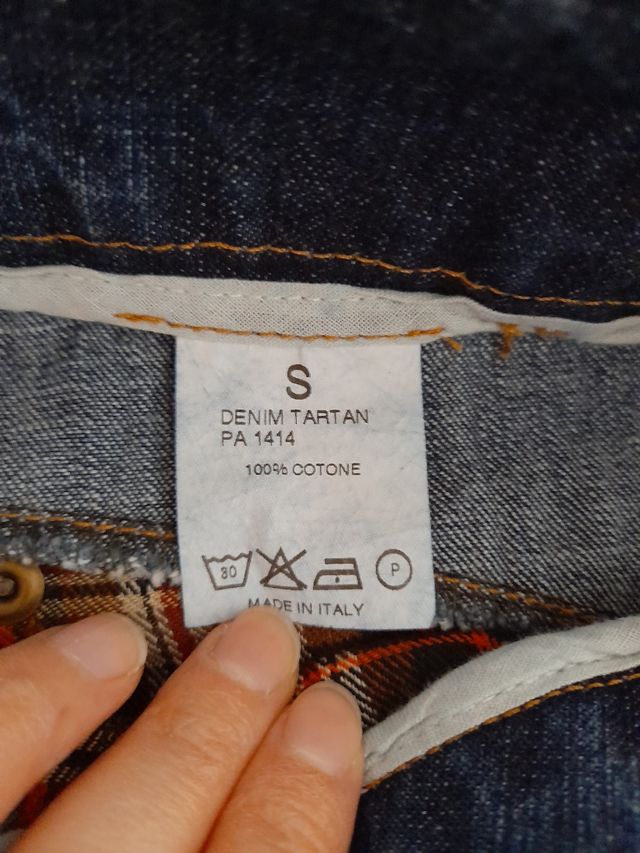 S
DENIM TARTAN
PA 1414
100% COTONE
30 P
MADE IN ITALY